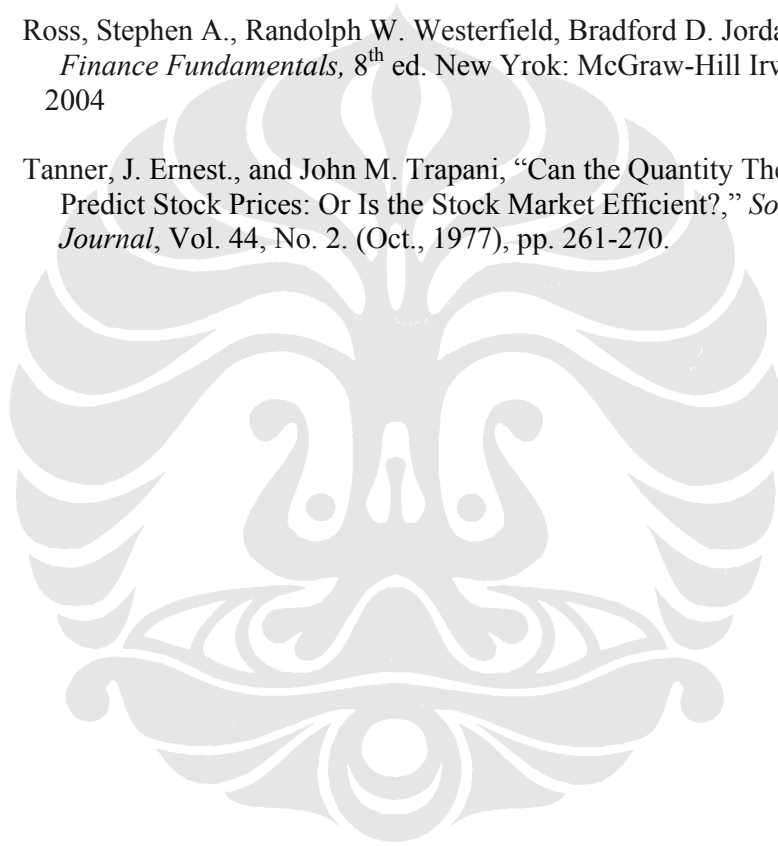 Ross, Stephen A., Randolph W. Westerfield, Bradford D. Jorda
Finance Fundamentals, 8th ed. New Yrok: McGraw-Hill Irw
2004
Tanner, J. Ernest., and John M. Trapani, “Can the Quantity The
Predict Stock Prices: Or Is the Stock Market Efficient?,” So
Journal, Vol. 44, No. 2. (Oct., 1977), pp. 261-270.